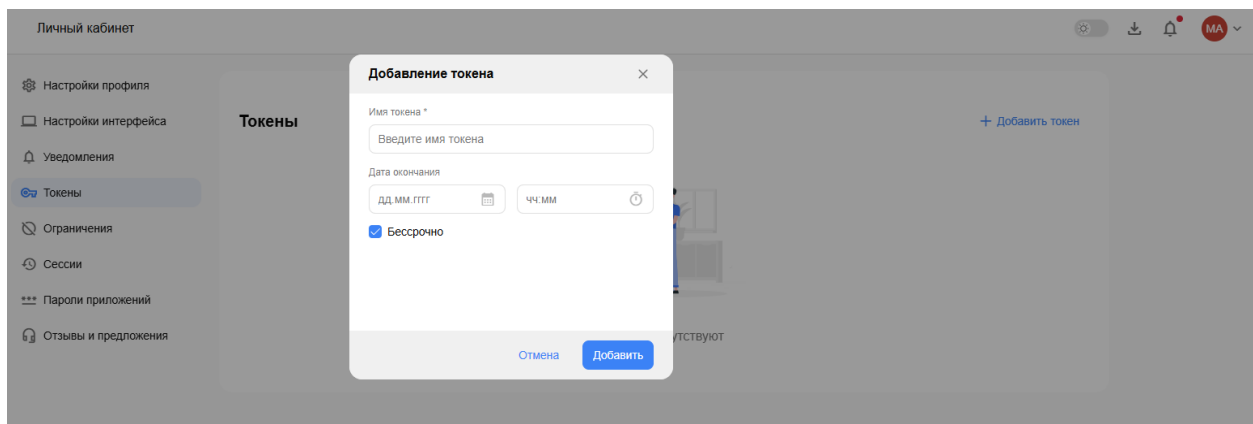 Личный кабинет
МА
Настройки профиля
Настройки интерфейса
Уведомления
Токены
Ограничения
Сессии
Пароли приложений
Отзывы и предложения
Токены
+ Добавить токен
Добавление токена
Имя токена *
Введите имя токена
Дата окончания
дд.мм.гггг
чч:мм
Бессрочно
Отмена
Добавить